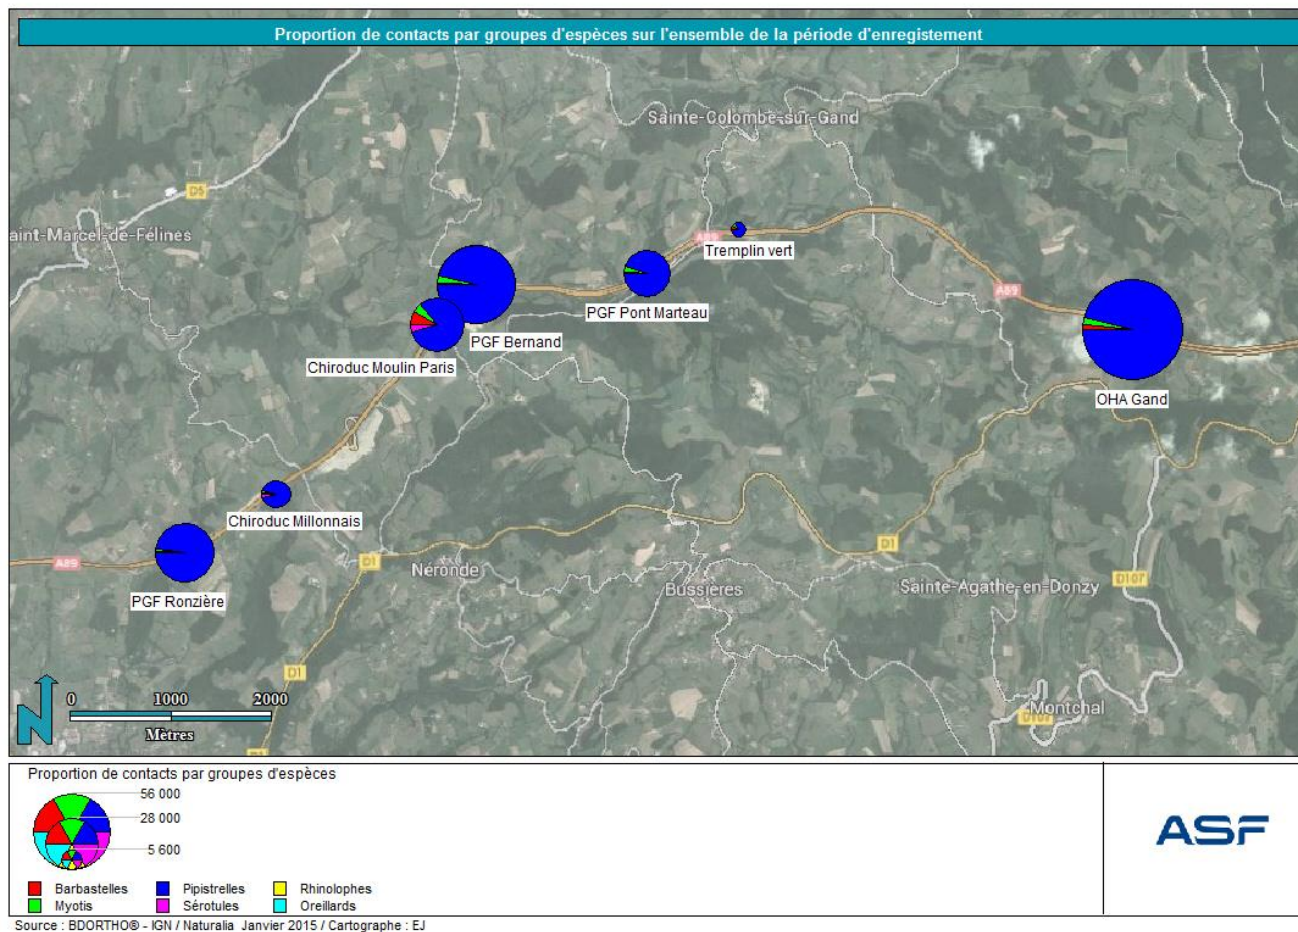 Proportion de contacts par groupes d'espèces sur l'ensemble de la période d'enregistement
Sainte-Colombe-sur-Gand
D5
aint-Marcel-de-Félines
A89
Tremplin vert
A89
PGF Pont Marteau
PGF Bernand
Chiroduc Moulin Paris
OHA Gand
Chiroduc Millonnais
A89
D1
D1
Néronde
Bussières
Sainte-Agathe-en-Donzy
PGF Ronzière
D1
0 1000 2000
Mètres
N
Montchal
Proportion de contacts par groupes d'espèces
56 000
28 000
5 600
Barbastelles Pipistrelles Rhinolophes
Myotis Sérotules Oreillards
ASF
Source : BDORTHO® - IGN / Naturalia Janvier 2015 / Cartographe : EJ